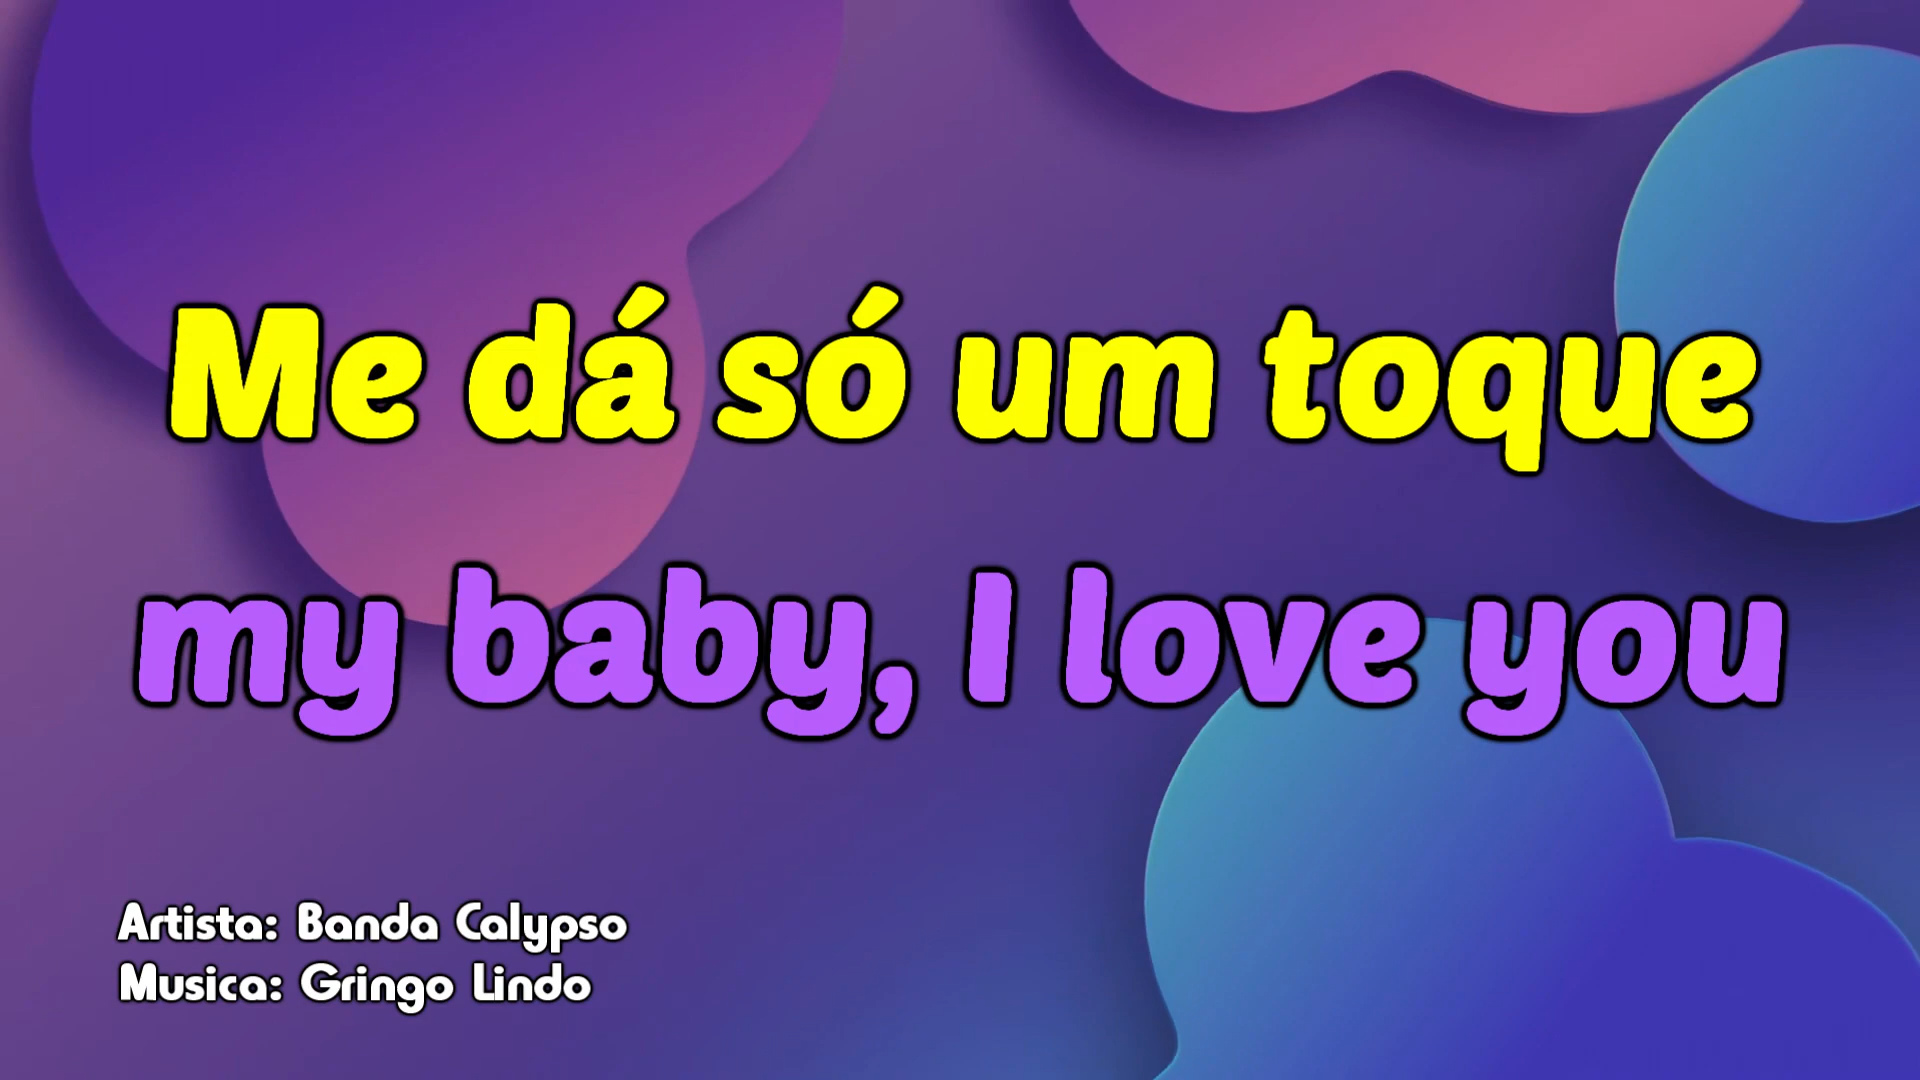 Me dá só um toque
my baby, I love you
Artista: Banda Calypso
Musica: Gringo Lindo